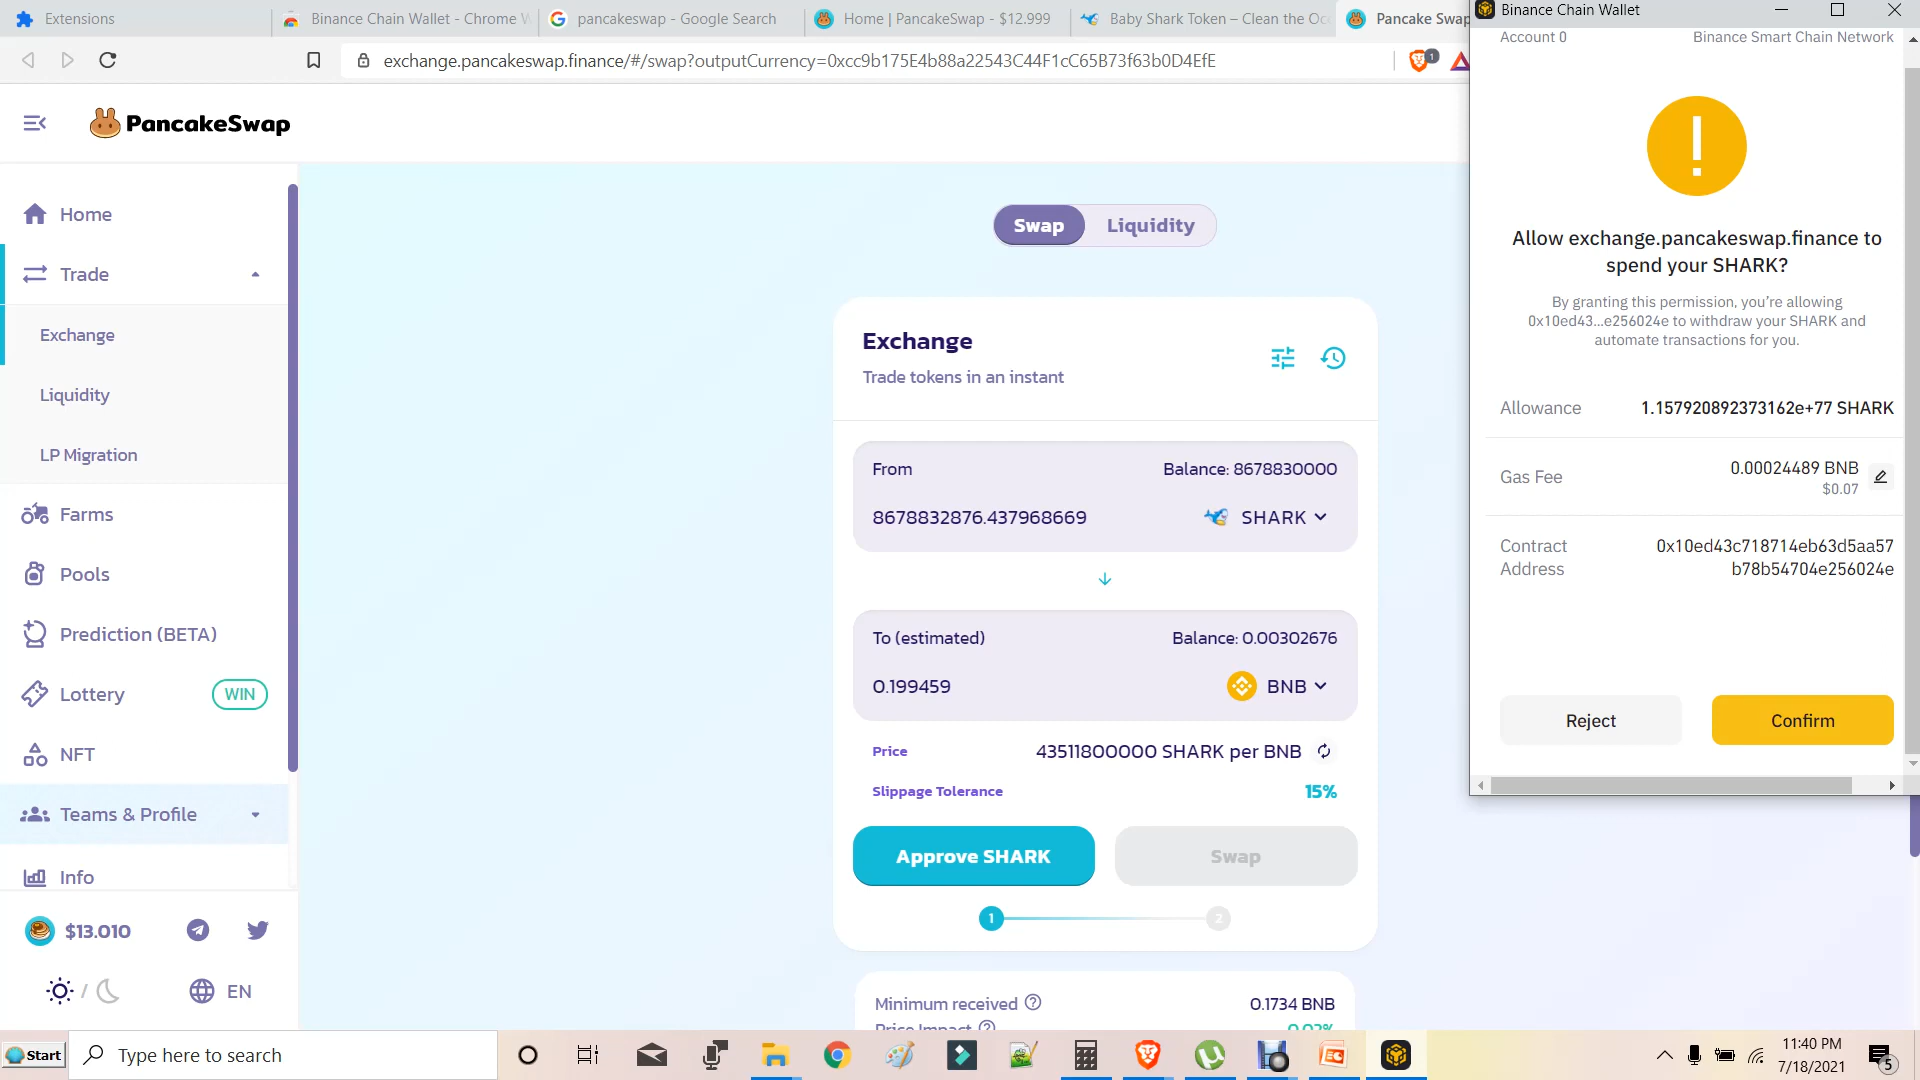 Extensions
Binance Chain Wallet - Chrome W
pancakeswap - Google Search
Home | PancakeSwap - $12.999
Baby Shark Token – Clean the Oc
Pancake Swap
Binance Chain Wallet
exchange.pancakeswap.finance/#/swap?outputCurrency=0xcc9b175E4b88a22543C44F1cC65B73f63b0D4EfE
1
Account 0
Binance Smart Chain Network
PancakeSwap
Home
Trade
Exchange
Liquidity
LP Migration
Farms
Pools
Prediction (BETA)
Lottery
WIN
NFT
Teams & Profile
Info
$13.010
/
EN
Swap
Liquidity
Exchange
Trade tokens in an instant
From
Balance: 8678830000
8678832876.437968669
SHARK
To (estimated)
Balance: 0.00302676
0.199459
BNB
Price
43511800000 SHARK per BNB
Slippage Tolerance
15%
Approve SHARK
Swap
1
2
Minimum received
0.1734 BNB
Price Impact
0.02%
Allow exchange.pancakeswap.finance to
spend your SHARK?
By granting this permission, you’re allowing
0x10ed43...e256024e to withdraw your SHARK and
automate transactions for you.
Allowance
1.157920892373162e+77 SHARK
Gas Fee
0.00024489 BNB
$0.07
Contract
Address
0x10ed43c718714eb63d5aa57
b78b54704e256024e
Reject
Confirm
Start
Type here to search
11:40 PM
7/18/2021
5